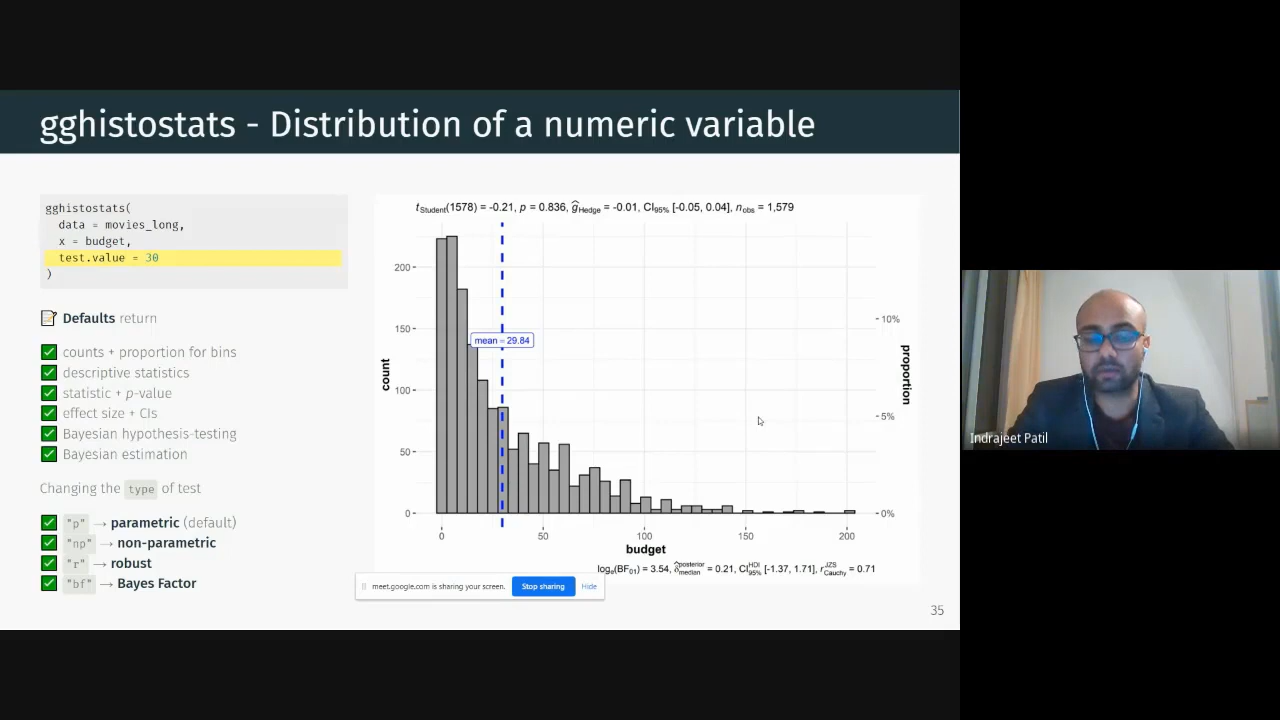 gghistostats - Distribution of a numeric variable
gghistostats(
data = movies_long,
x = budget,
test.value = 30
)
Defaults return
counts + proportion for bins
descriptive statistics
statistic + p-value
effect size + CIs
Bayesian hypothesis-testing
Bayesian estimation
Changing the type of test
"p" → parametric (default)
"np" → non-parametric
"r" → robust
"bf" → Bayes Factor
tStudent(1578) = -0.21, p = 0.836, ĝHedge = -0.01, CI95% [-0.05, 0.04], nobs = 1,579
200
150
100
50
0
count
mean = 29.84
10%
5%
0%
proportion
0 50 100 150 200
budget
loge(BF01) = 3.54, δ̂posteriormedian = 0.21, CIHDI95% [-1.37, 1.71], rJZSCauchy = 0.71
meet.google.com is sharing your screen. Stop sharing Hide
35
Indrajeet Patil